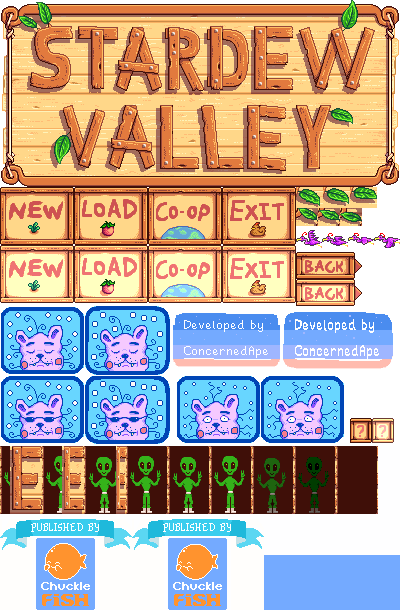 STARDEW
VALLEY
NEW LOAD CO-OP EXIT
NEW LOAD CO-OP EXIT
BACK
BACK
Developed by
ConcernedApe
Developed by
ConcernedApe
? ?
E E
PUBLISHED BY
Chuckle
FiSH
PUBLISHED BY
Chuckle
FiSH